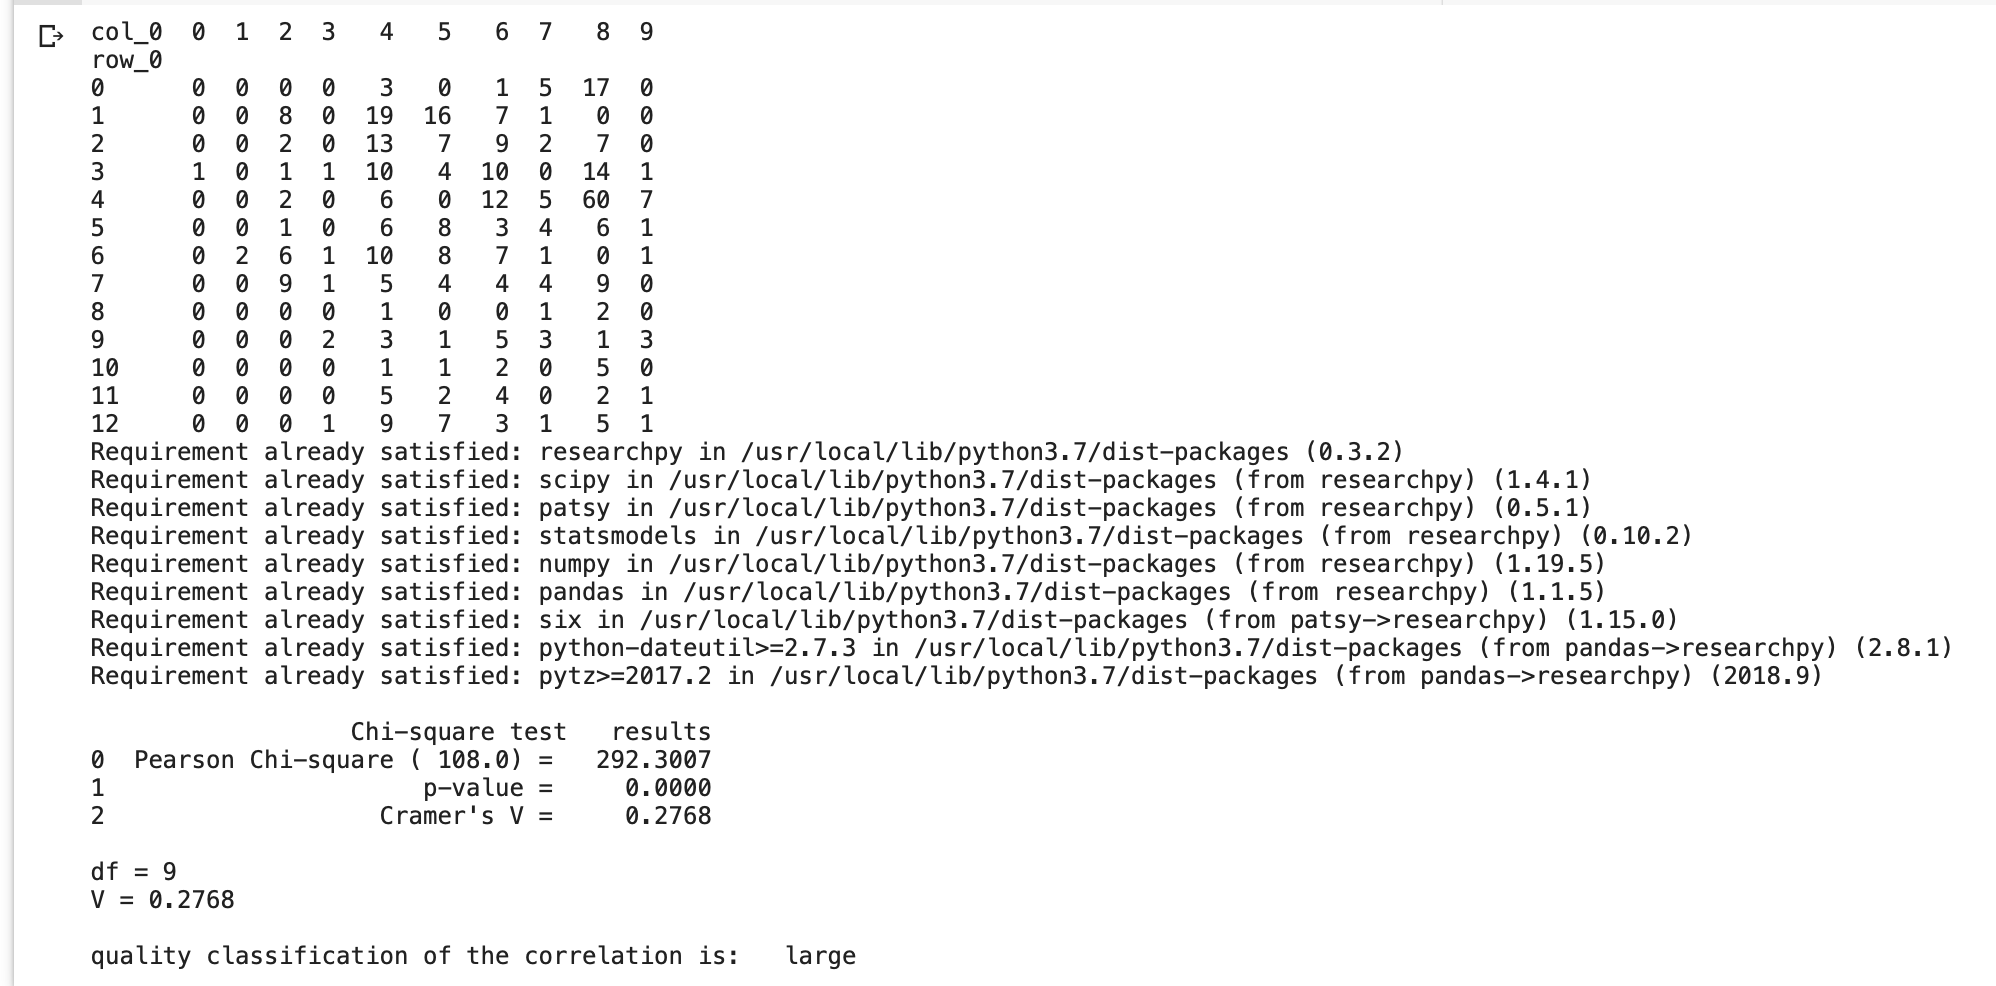 col_0 0 1 2 3 4 5 6 7 8 9
row_0
0 0 0 0 0 3 0 1 5 17 0
1 0 0 8 0 19 16 7 1 0 0
2 0 0 2 0 13 7 9 2 7 0
3 1 0 1 1 10 4 10 0 14 1
4 0 0 2 0 6 0 12 5 60 7
5 0 0 1 0 6 8 3 4 6 1
6 0 2 6 1 10 8 7 1 0 1
7 0 0 9 1 5 4 4 4 9 0
8 0 0 0 0 1 0 0 1 2 0
9 0 0 0 2 3 1 5 3 1 3
10 0 0 0 0 1 1 2 0 5 0
11 0 0 0 0 5 2 4 0 2 1
12 0 0 0 1 9 7 3 1 5 1
Requirement already satisfied: researchpy in /usr/local/lib/python3.7/dist-packages (0.3.2)
Requirement already satisfied: scipy in /usr/local/lib/python3.7/dist-packages (from researchpy) (1.4.1)
Requirement already satisfied: patsy in /usr/local/lib/python3.7/dist-packages (from researchpy) (0.5.1)
Requirement already satisfied: statsmodels in /usr/local/lib/python3.7/dist-packages (from researchpy) (0.10.2)
Requirement already satisfied: numpy in /usr/local/lib/python3.7/dist-packages (from researchpy) (1.19.5)
Requirement already satisfied: pandas in /usr/local/lib/python3.7/dist-packages (from researchpy) (1.1.5)
Requirement already satisfied: six in /usr/local/lib/python3.7/dist-packages (from patsy->researchpy) (1.15.0)
Requirement already satisfied: python-dateutil>=2.7.3 in /usr/local/lib/python3.7/dist-packages (from pandas->researchpy) (2.8.1)
Requirement already satisfied: pytz>=2017.2 in /usr/local/lib/python3.7/dist-packages (from pandas->researchpy) (2018.9)
Chi-square test results
0 Pearson Chi-square ( 108.0) = 292.3007
1 p-value = 0.0000
2 Cramer's V = 0.2768
df = 9
V = 0.2768
quality classification of the correlation is: large